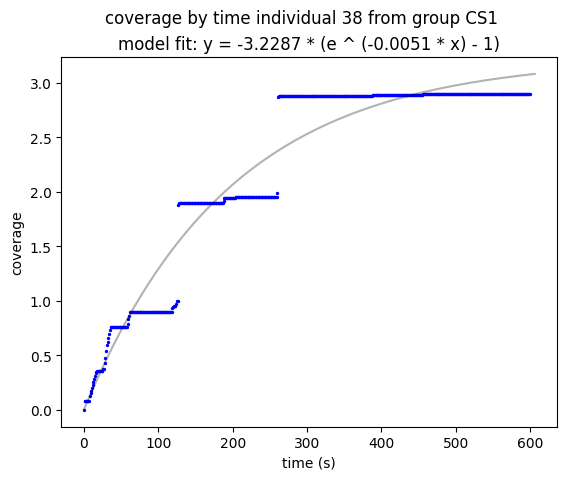 coverage by time individual 38 from group CS1
model fit: y = -3.2287 * (e ^ (-0.0051 * x) - 1)
3.0
2.5
2.0
1.5
1.0
0.5
0.0
coverage
0 100 200 300 400 500 600
time (s)